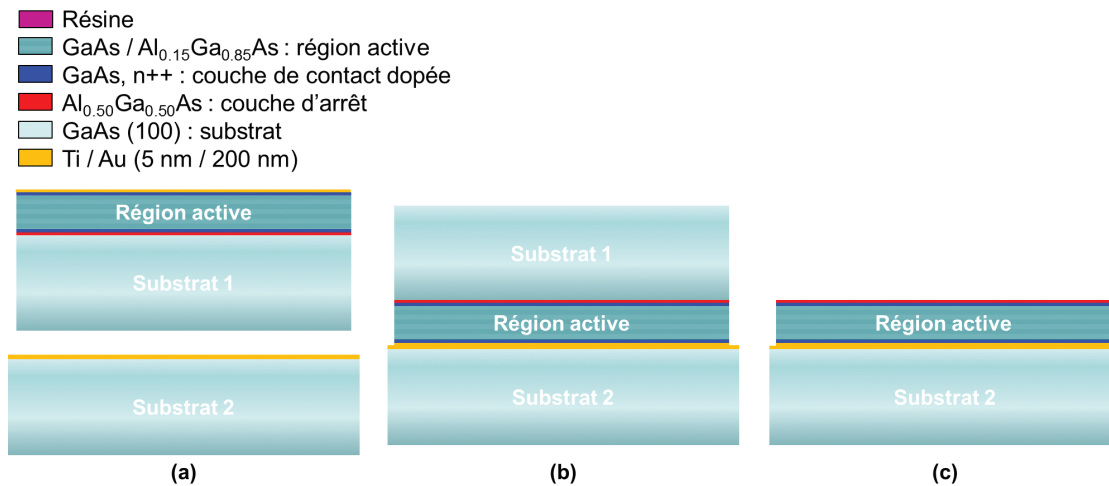 Résine
GaAs / Al0.15Ga0.85As : région active
GaAs, n++ : couche de contact dopée
Al0.50Ga0.50As : couche d'arrêt
GaAs (100) : substrat
Ti / Au (5 nm / 200 nm)
Région active
Substrat 1
Substrat 2
(a)
Substrat 1
Région active
Substrat 2
(b)
Région active
Substrat 2
(c)